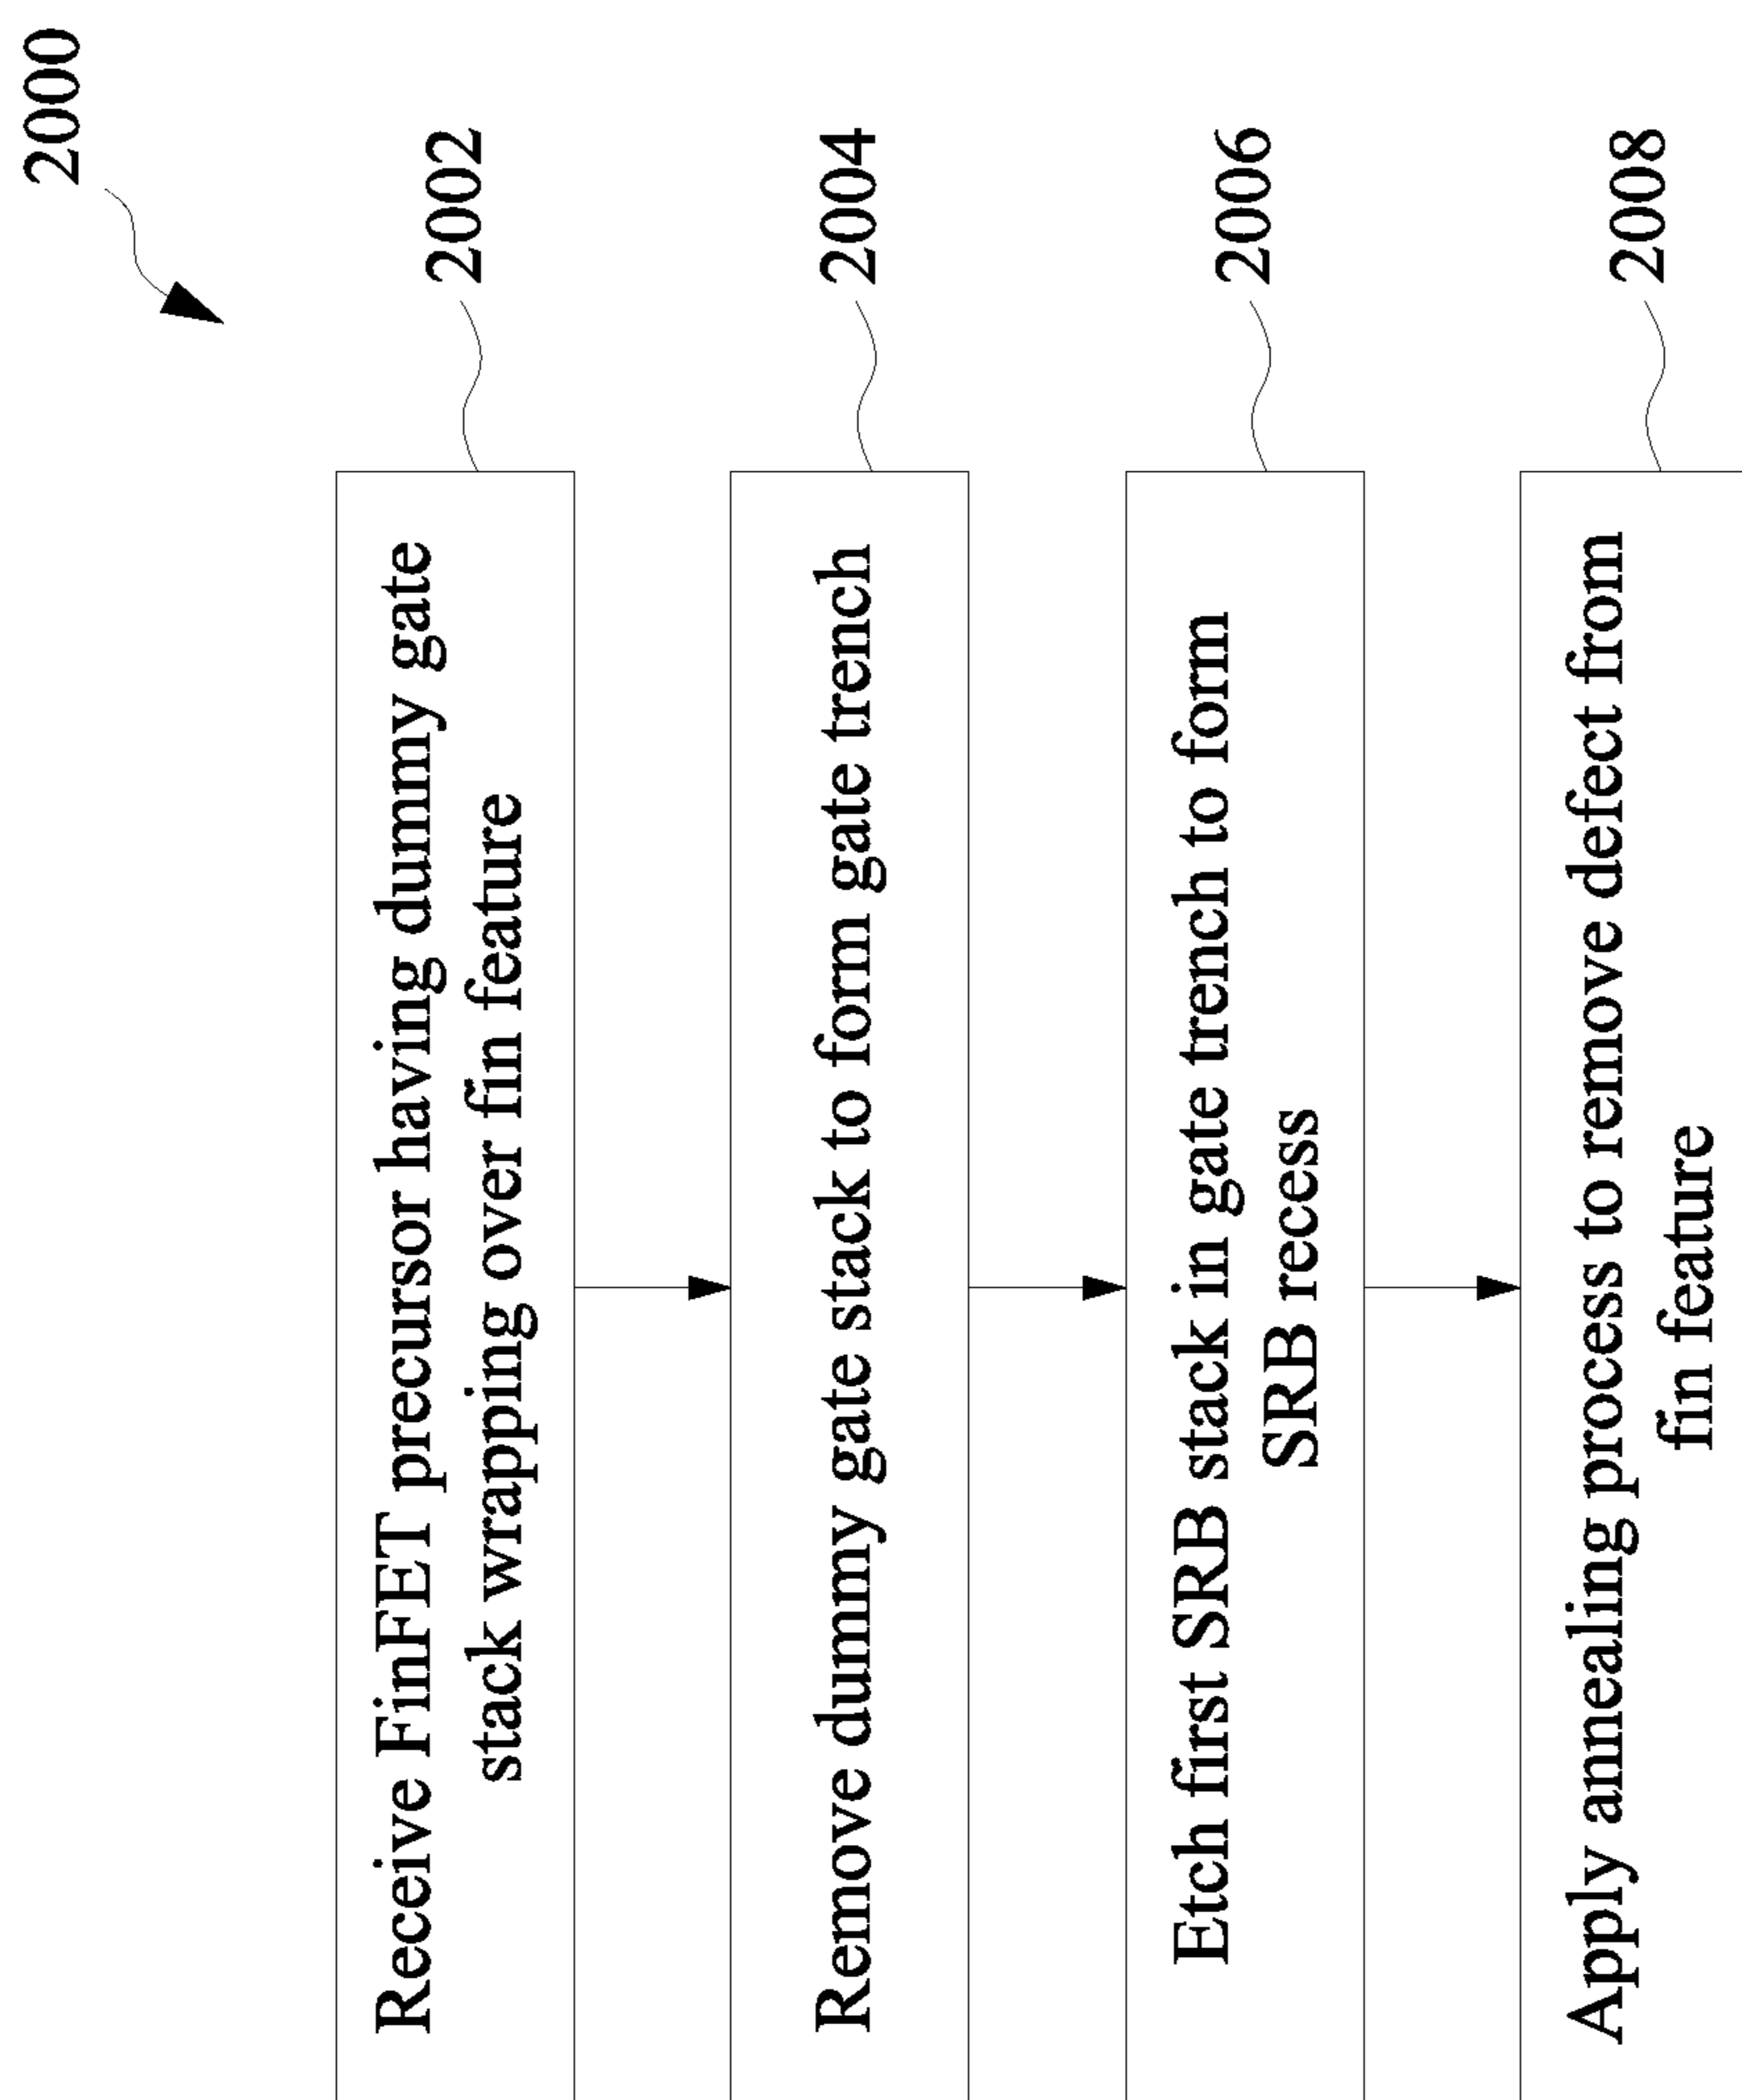 2000
Receive FinFET precursor having dummy gate
stack wrapping over fin feature
2002
Remove dummy gate stack to form gate trench
2004
Etch first SRB stack in gate trench to form
SRB recess
2006
Apply annealing process to remove defect from
fin feature
2008